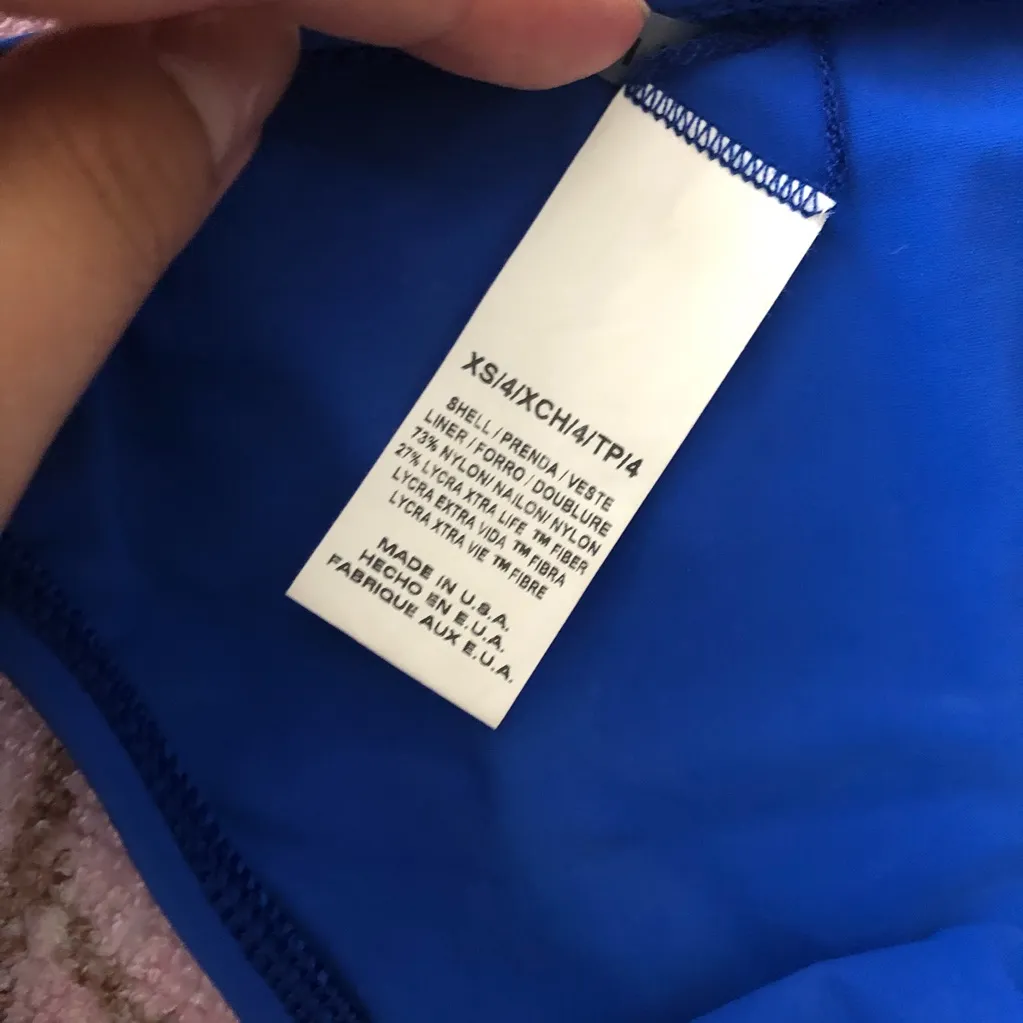 XS/4/XCH/4/TP/4
SHELL / PRENDA / VESTE
LINER / FORRO / DOUBLURE
73% NYLON/ NAILON/ NYLON
27% LYCRA XTRA LIFE ™ FIBER
LYCRA EXTRA VIDA ™ FIBRA
LYCRA XTRA VIE ™ FIBRE
MADE IN U.S.A.
HECHO EN E.U.A.
FABRIQUE AUX E.U.A.